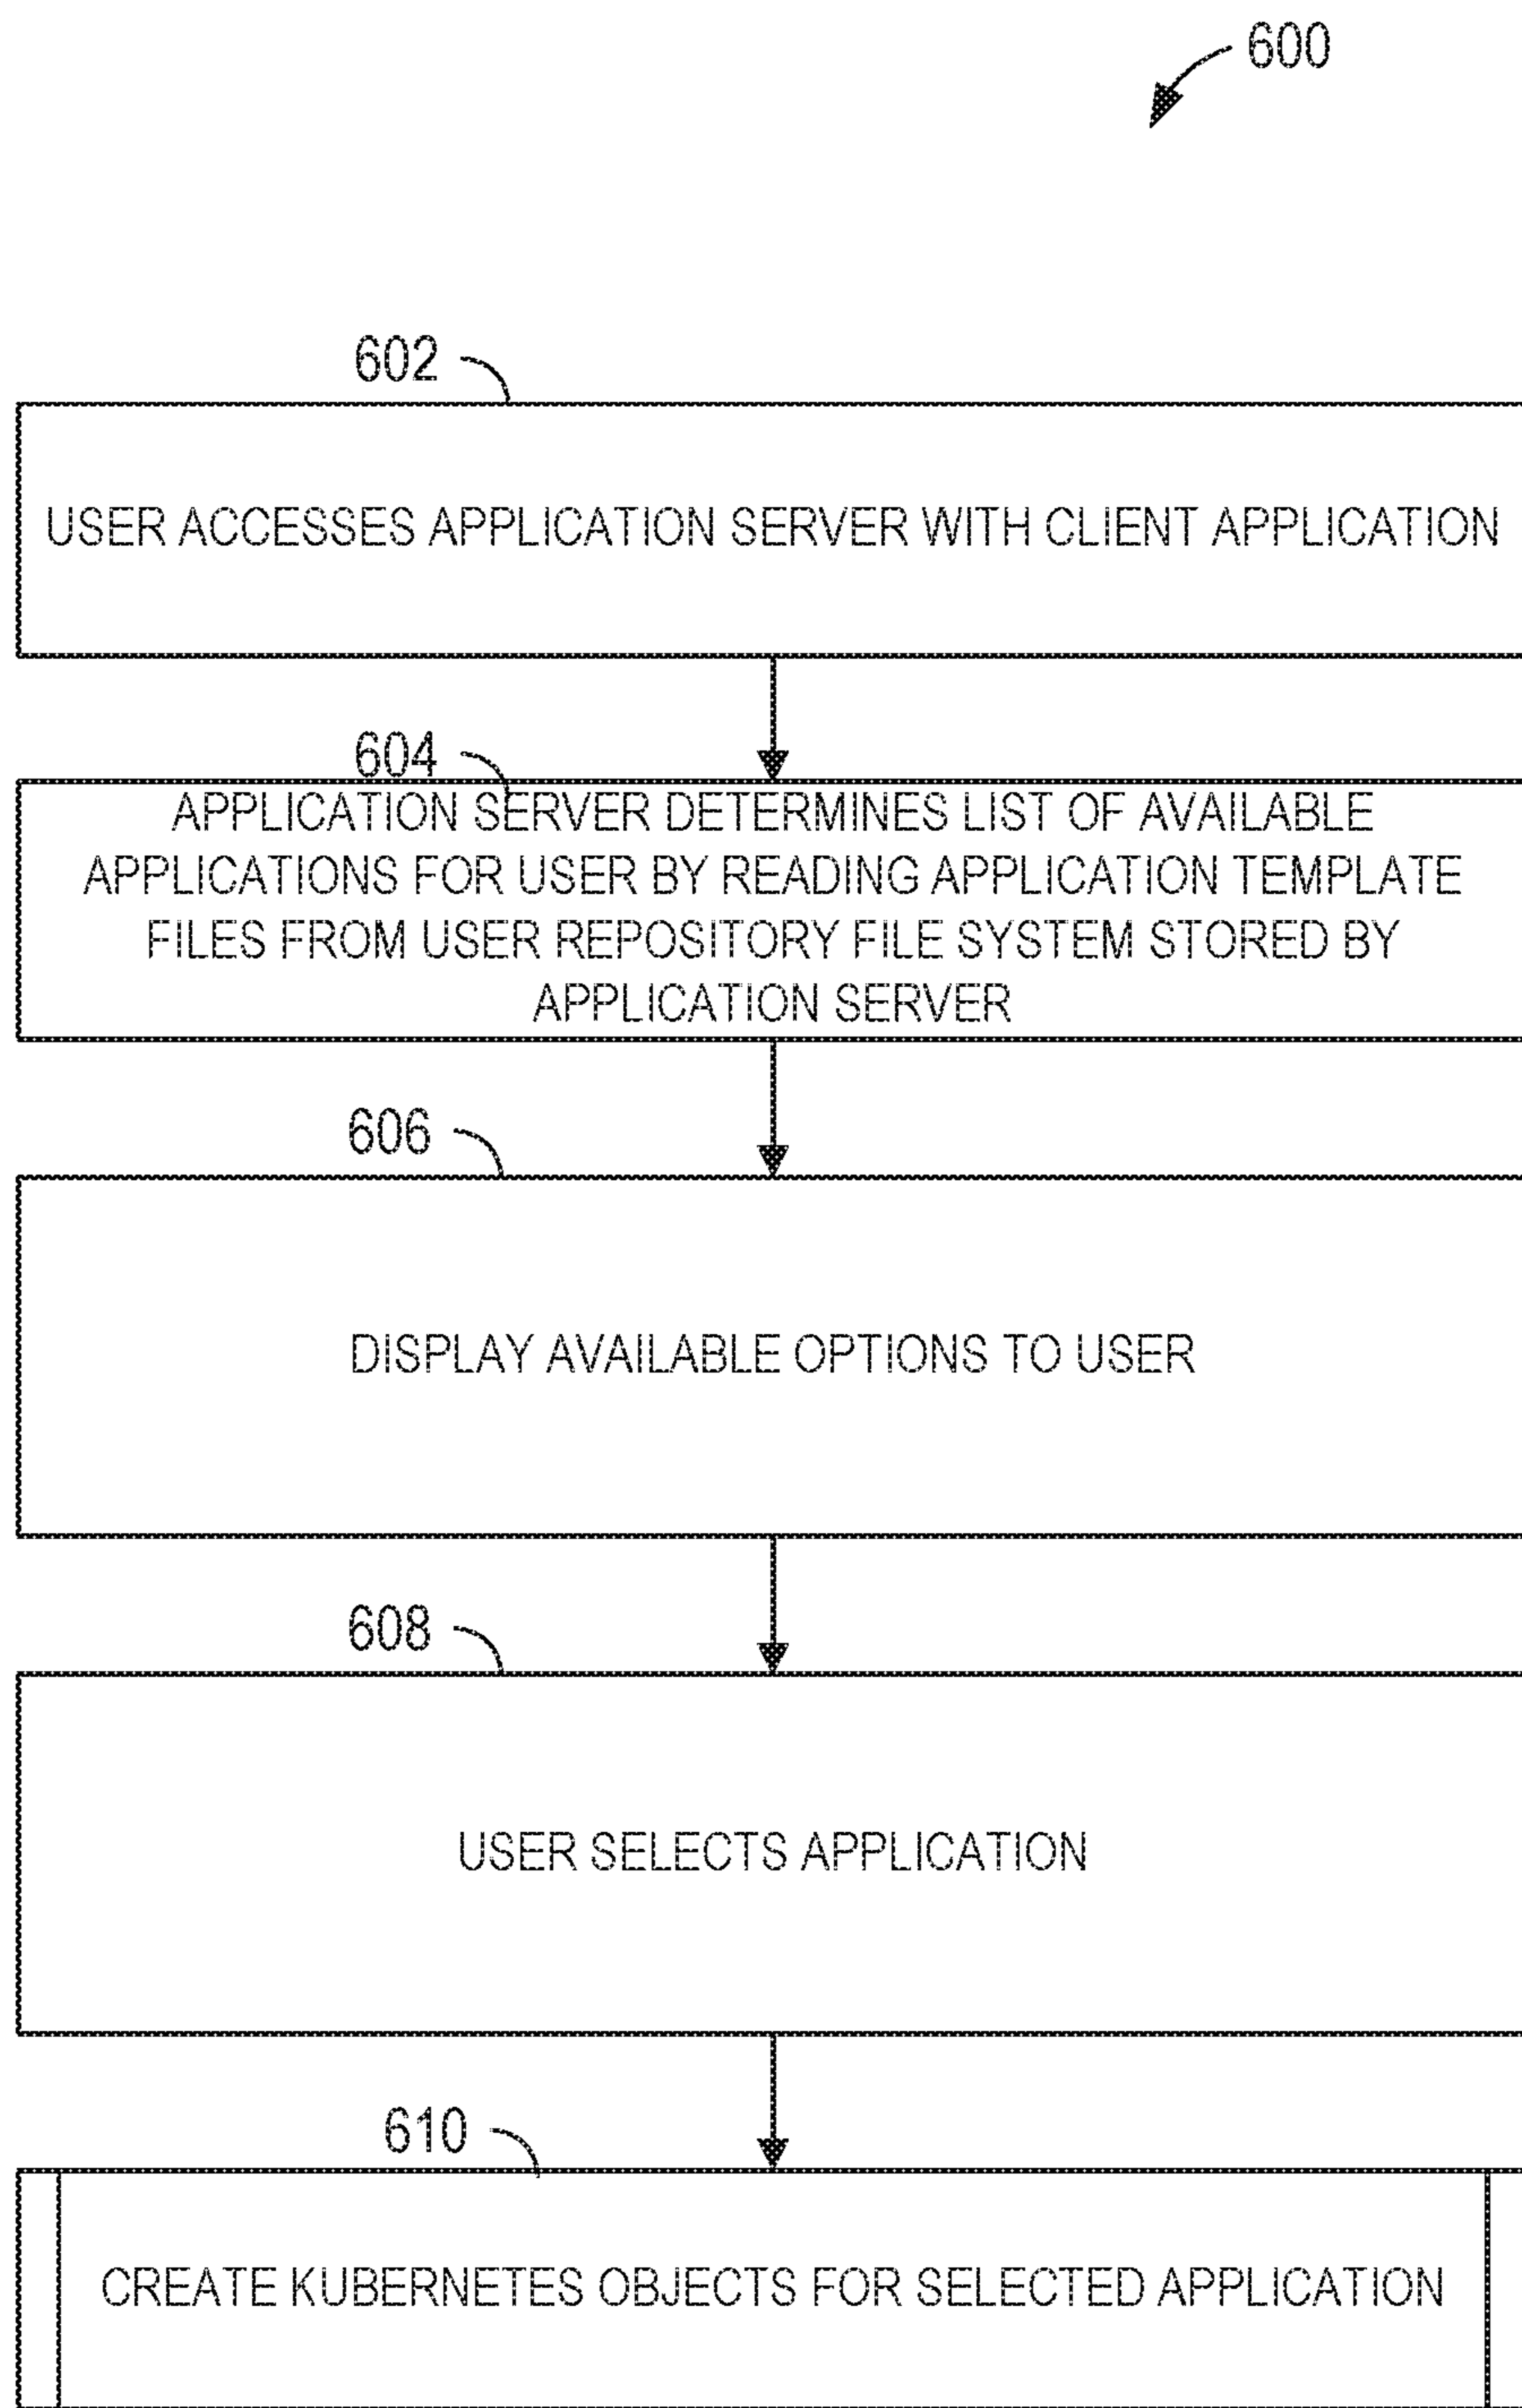 600
602
USER ACCESSES APPLICATION SERVER WITH CLIENT APPLICATION
604
APPLICATION SERVER DETERMINES LIST OF AVAILABLE
APPLICATIONS FOR USER BY READING APPLICATION TEMPLATE
FILES FROM USER REPOSITORY FILE SYSTEM STORED BY
APPLICATION SERVER
606
DISPLAY AVAILABLE OPTIONS TO USER
608
USER SELECTS APPLICATION
610
CREATE KUBERNETES OBJECTS FOR SELECTED APPLICATION